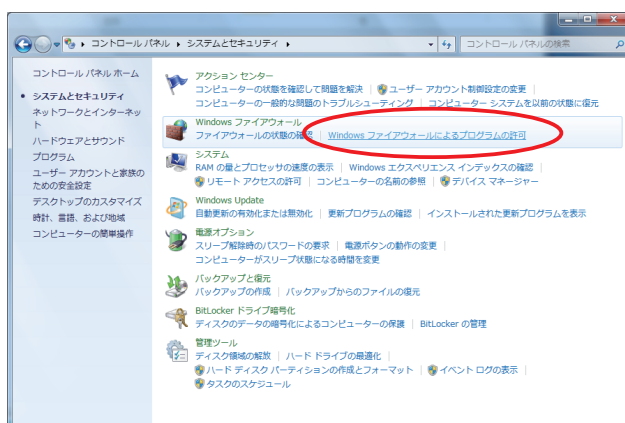 コントロール パネル ▸ システムとセキュリティ ▸
コントロール パネルの検索
コントロール パネル ホーム
システムとセキュリティ
ネットワークとインターネッ
ト
ハードウェアとサウンド
プログラム
ユーザー アカウントと家族の
ための安全設定
デスクトップのカスタマイズ
時計、言語、および地域
コンピューターの簡単操作
アクション センター
コンピューターの状態を確認して問題を解決 | ユーザー アカウント制御設定の変更 |
コンピューターの一般的な問題のトラブルシューティング | コンピューター システムを以前の状態に復元
Windows ファイアウォール
ファイアウォールの状態の確認 | Windows ファイアウォールによるプログラムの許可
システム
RAM の量とプロセッサの速度の表示 | Windows エクスペリエンス インデックスの確認 |
リモート アクセスの許可 | コンピューターの名前の参照 | デバイス マネージャー
Windows Update
自動更新の有効化または無効化 | 更新プログラムの確認 | インストールされた更新プログラムを表示
電源オプション
スリープ解除時のパスワードの要求 | 電源ボタンの動作の変更 |
コンピューターがスリープ状態になる時間を変更
バックアップと復元
バックアップの作成 | バックアップからのファイルの復元
BitLocker ドライブ暗号化
ディスクのデータの暗号化によるコンピューターの保護 | BitLocker の管理
管理ツール
ディスク領域の解放 | ハード ドライブの最適化 |
ハード ディスク パーティションの作成とフォーマット | イベント ログの表示 |
タスクのスケジュール